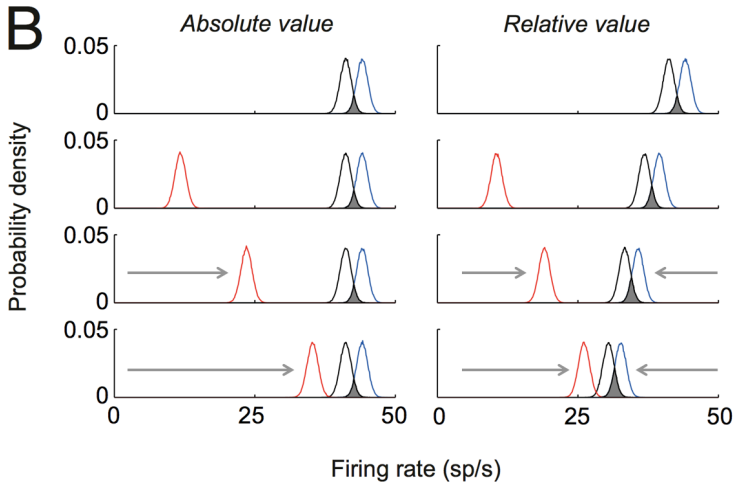 B
Absolute value
Relative value
Probability density
0.05
0
0.05
0
0.05
0
0.05
0
0 25 50
0 25 50
Firing rate (sp/s)